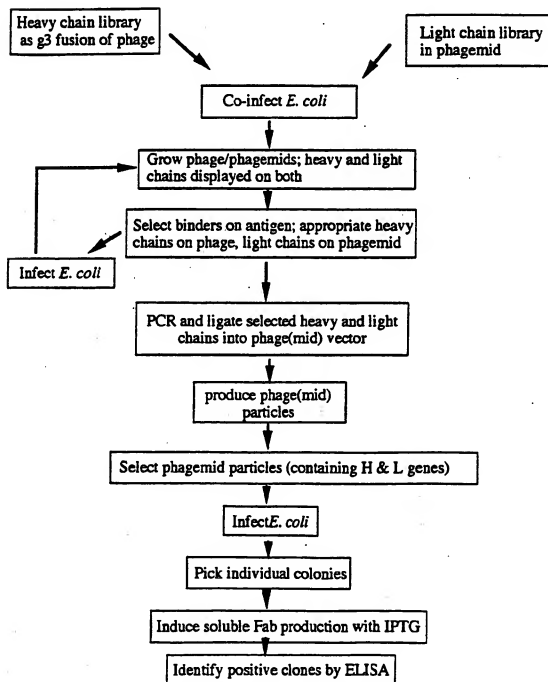 Heavy chain library
as g3 fusion of phage
Light chain library
in phagemid
Co-infect E. coli
Grow phage/phagemids; heavy and light
chains displayed on both
Select binders on antigen; appropriate heavy
chains on phage, light chains on phagemid
Infect E. coli
PCR and ligate selected heavy and light
chains into phage(mid) vector
produce phage(mid)
particles
Select phagemid particles (containing H & L genes)
InfectE. coli
Pick individual colonies
Induce soluble Fab production with IPTG
Identify positive clones by ELISA